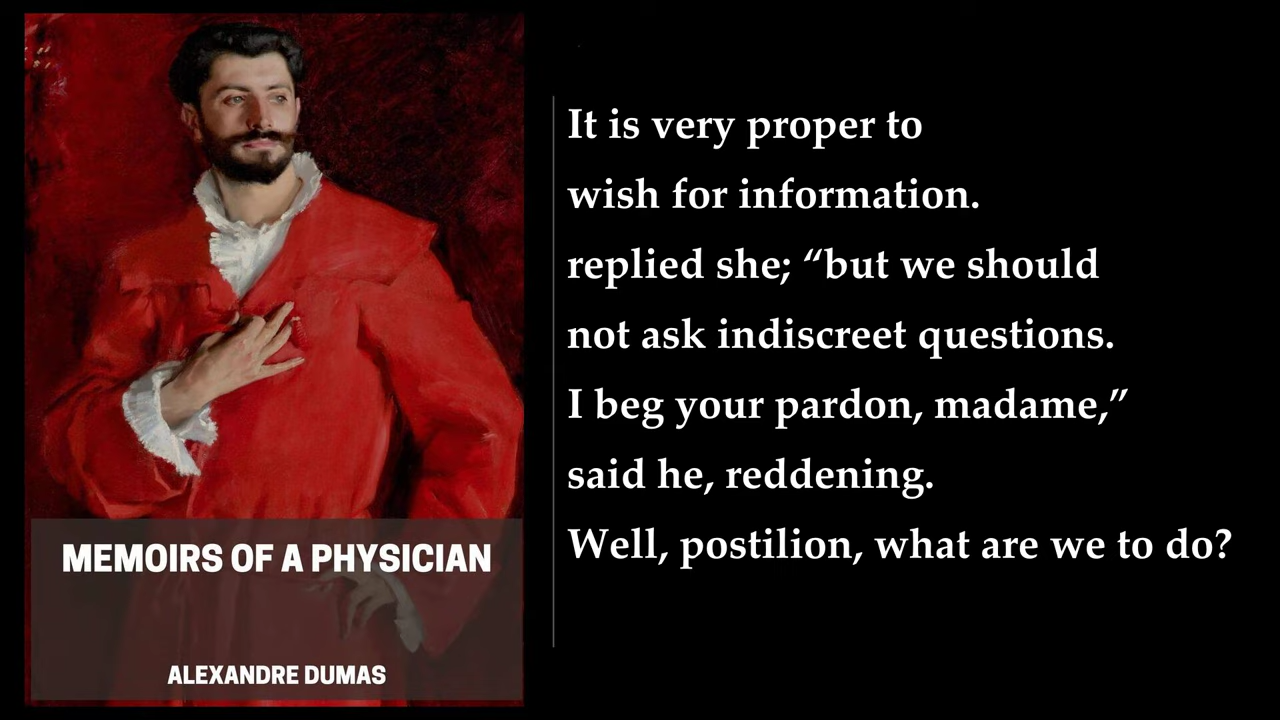 It is very proper to
wish for information.
replied she; “but we should
not ask indiscreet questions.
I beg your pardon, madame,”
said he, reddening.
Well, postilion, what are we to do?
MEMOIRS OF A PHYSICIAN
ALEXANDRE DUMAS